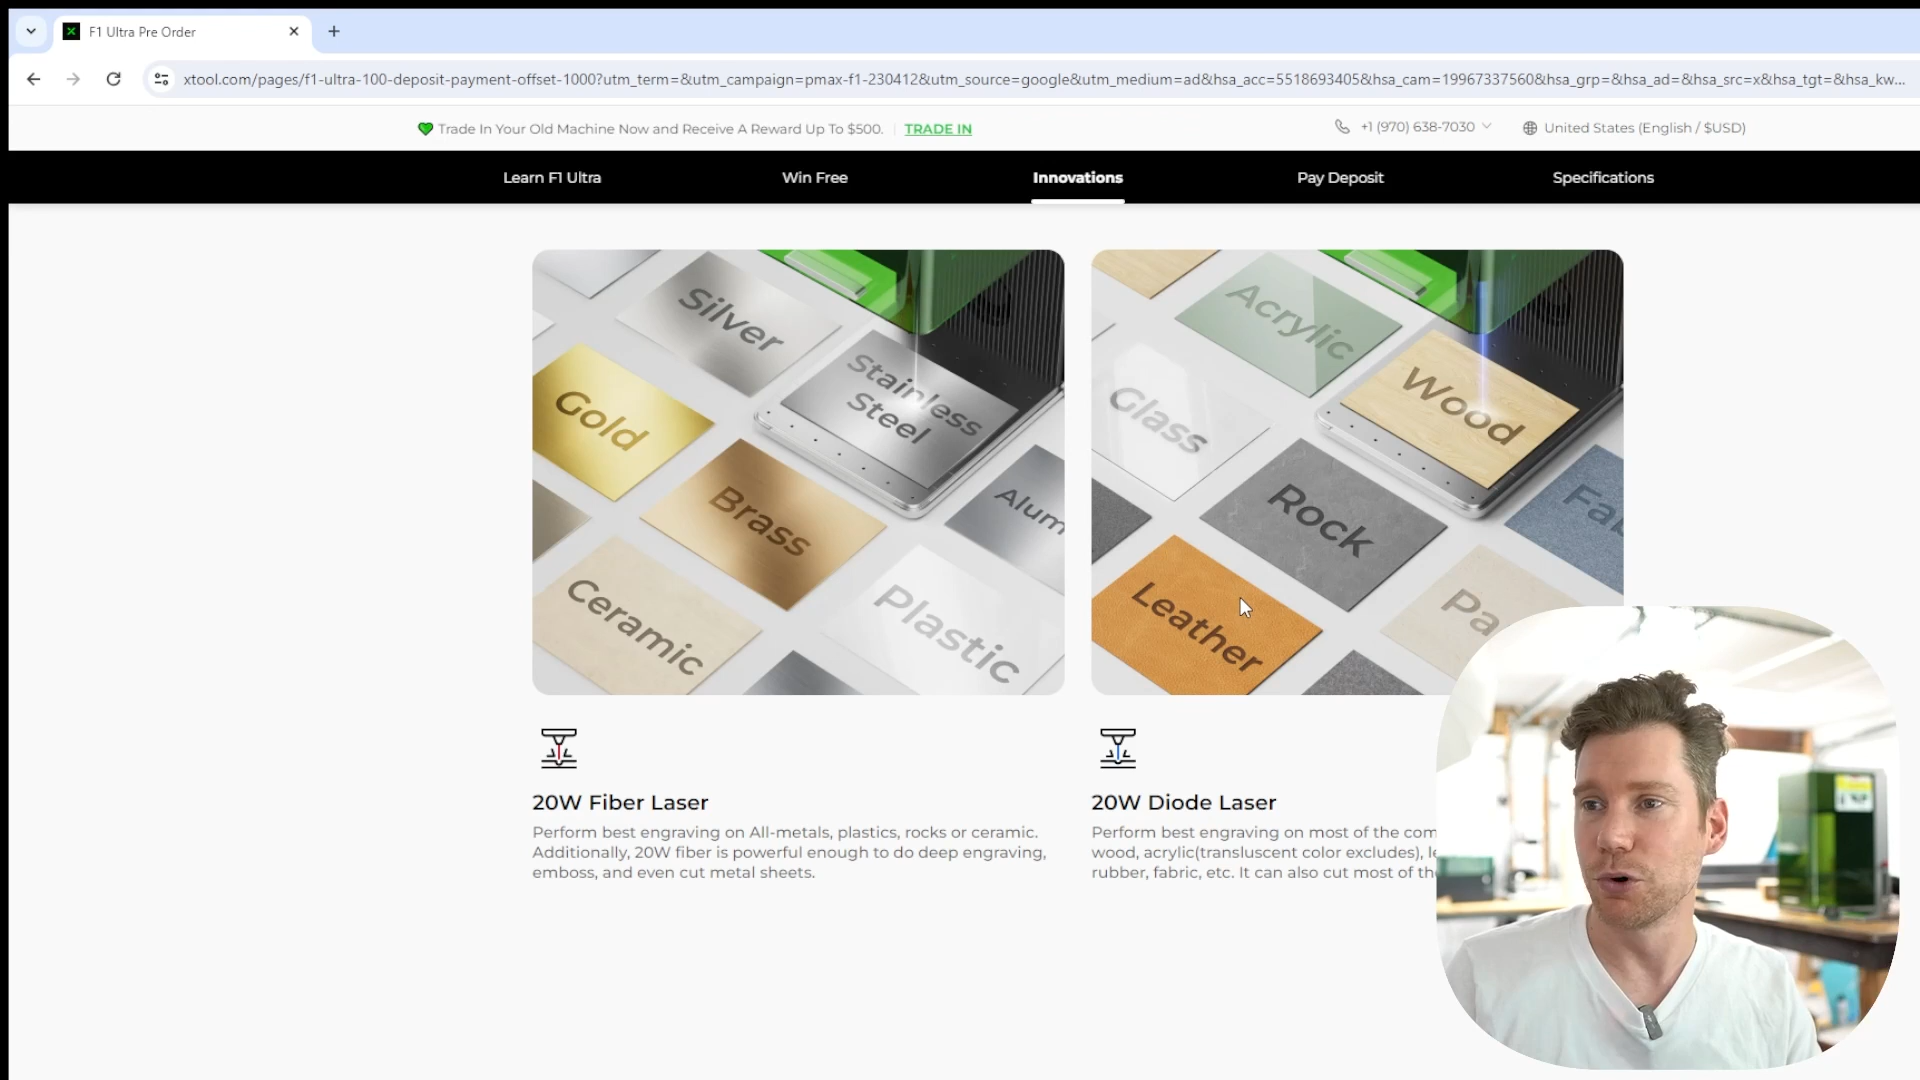 F1 Ultra Pre Order
xtool.com/pages/f1-ultra-100-deposit-payment-offset-1000?utm_term=&utm_campaign=pmax-f1-230412&utm_source=google&utm_medium=ad&hsa_acc=5518693405&hsa_cam=19967337560&hsa_grp=&hsa_ad=&hsa_src=x&hsa_tgt=&hsa_kw...
Trade In Your Old Machine Now and Receive A Reward Up To $500. TRADE IN
+1 (970) 638-7030
United States (English / $USD)
Learn F1 Ultra
Win Free
Innovations
Pay Deposit
Specifications
Silver
Stainless
Steel
Gold
Brass
Alum
Ceramic
Plastic
Acrylic
Wood
Glass
Rock
Fab
Leather
Pa
20W Fiber Laser
Perform best engraving on All-metals, plastics, rocks or ceramic.
Additionally, 20W fiber is powerful enough to do deep engraving,
emboss, and even cut metal sheets.
20W Diode Laser
Perform best engraving on most of the com
wood, acrylic(transluscent color excludes), le
rubber, fabric, etc. It can also cut most of th